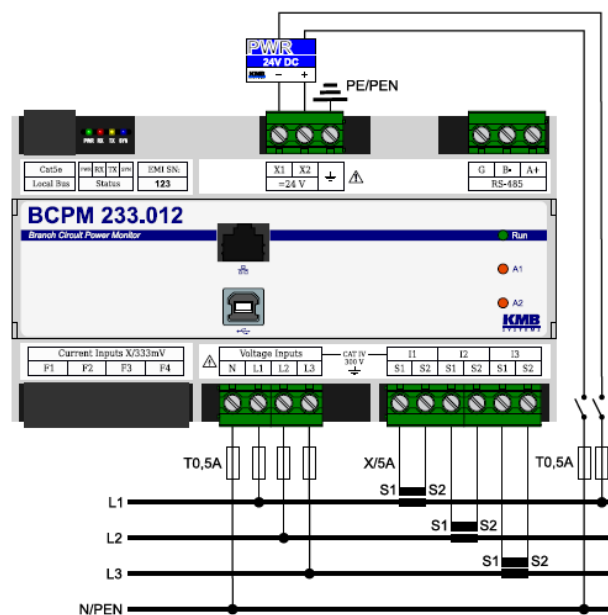 PWR
24V DC
KMB - +
PE/PEN
PWR RX TX SYN
Cat5e
Local Bus
PWR RX TX SYN
Status
EMI SN:
123
X1 X2
=24 V
G B- A+
RS-485
BCPM 233.012
Branch Circuit Power Monitor
Run
A1
A2
KMB
SYSTEMS
Current Inputs X/333mV
F1 F2 F3 F4
Voltage Inputs
N L1 L2 L3
CAT IV
300 V
I1 I2 I3
S1 S2 S1 S2 S1 S2
T0,5A
X/5A
T0,5A
S1 S2
L1
S1 S2
L2
S1 S2
L3
N/PEN